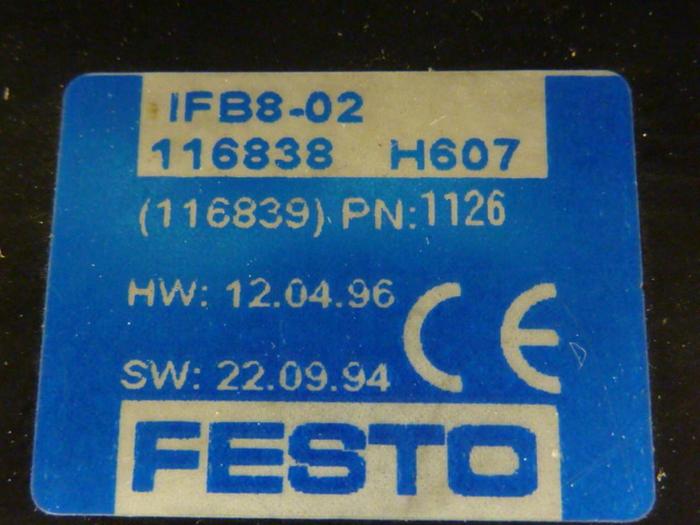 IFB8-02
116838 H607
(116839) PN:1126
HW: 12.04.96
CE
SW: 22.09.94
FESTO